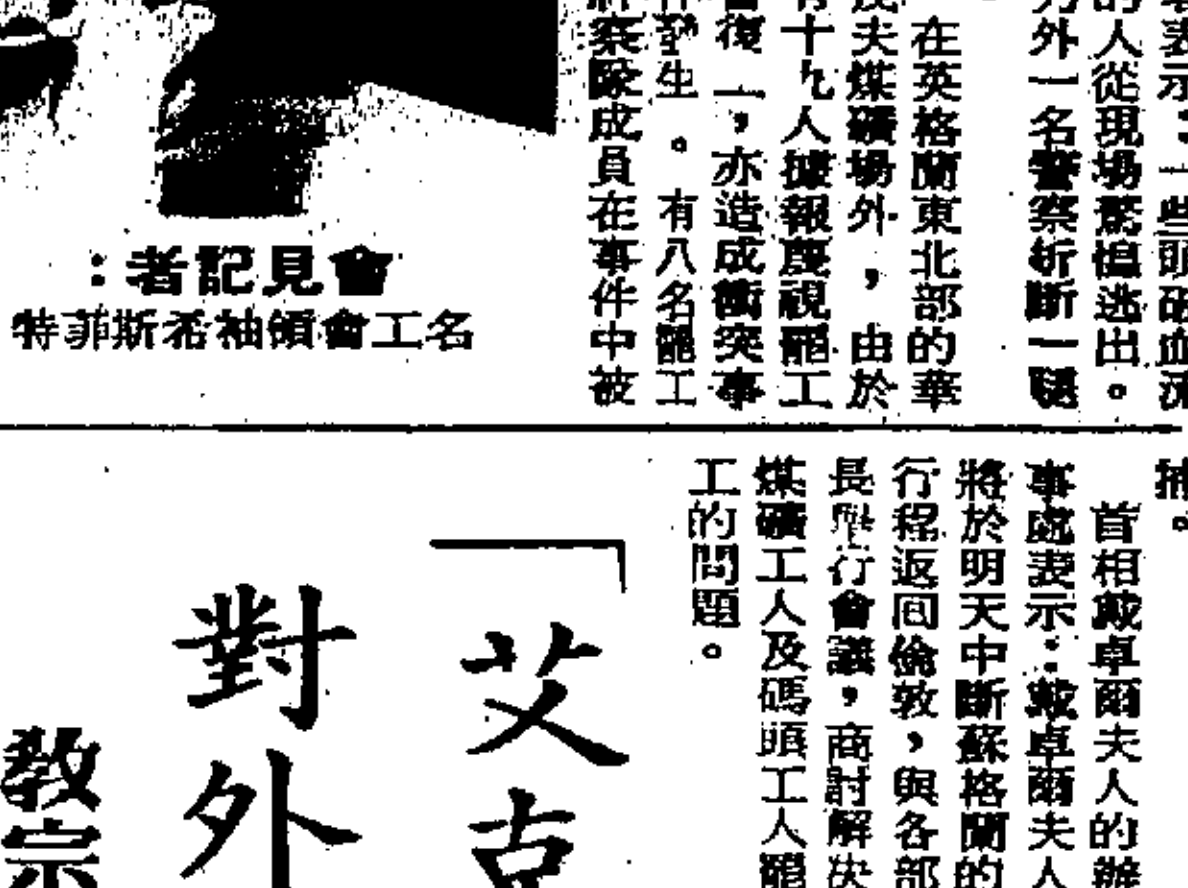 者表示：一些頭破血流
的人從現場驚惶逃出。
另外一名警察折斷一腿
。
在英格蘭東北部的華
茂夫煤礦場外，由於
有十九人據報蔑視罷工
會復工，亦造成衝突事
件發生。有八名罷工
糾察隊成員在事件中被
捕。
會見記者：
名工會領袖希斯菲特
首相戴卓爾夫人的辦
事處表示：戴卓爾夫人
將於明天中斷蘇格蘭的
行程返回倫敦，與各部
長舉行會議，商討解決
煤礦工人及碼頭工人罷
工的問題。
「艾克
對外
教宗